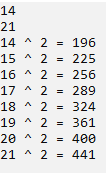 14
21
14 ^ 2 = 196
15 ^ 2 = 225
16 ^ 2 = 256
17 ^ 2 = 289
18 ^ 2 = 324
19 ^ 2 = 361
20 ^ 2 = 400
21 ^ 2 = 441